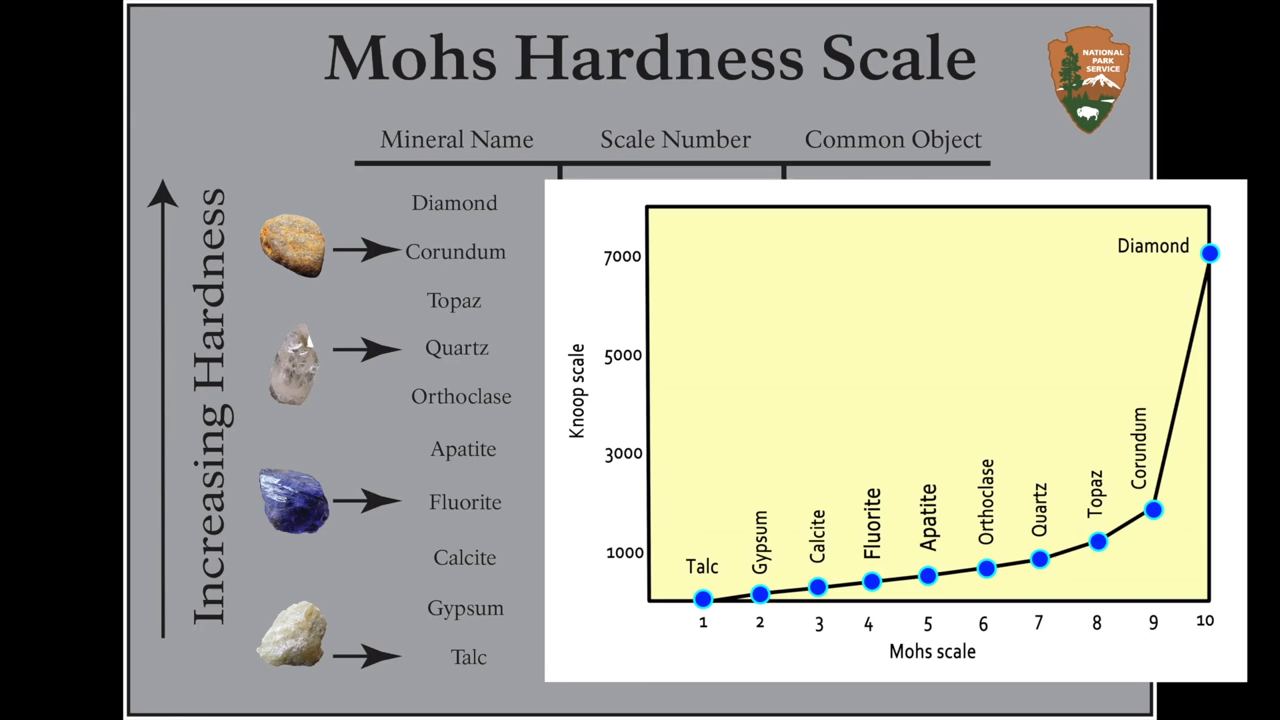 Mohs Hardness Scale
NATIONAL
PARK
SERVICE
Mineral Name
Scale Number
Common Object
Increasing Hardness
Diamond
Corundum
Topaz
Quartz
Orthoclase
Apatite
Fluorite
Calcite
Gypsum
Talc
Knoop scale
7000
5000
3000
1000
Talc
Gypsum
Calcite
Fluorite
Apatite
Orthoclase
Quartz
Topaz
Corundum
Diamond
1 2 3 4 5 6 7 8 9 10
Mohs scale